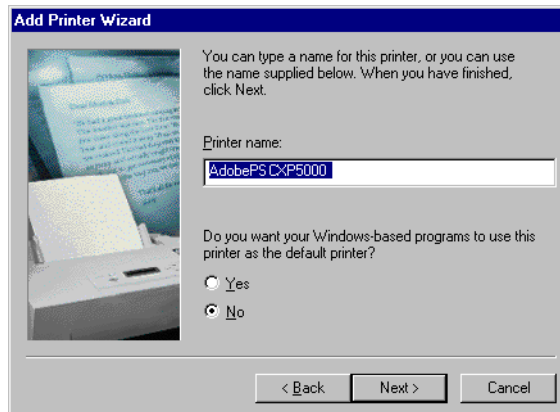 Add Printer Wizard
You can type a name for this printer, or you can use
the name supplied below. When you have finished,
click Next.
Printer name:
AdobePS CXP5000
Do you want your Windows-based programs to use this
printer as the default printer?
Yes
No
< Back
Next >
Cancel